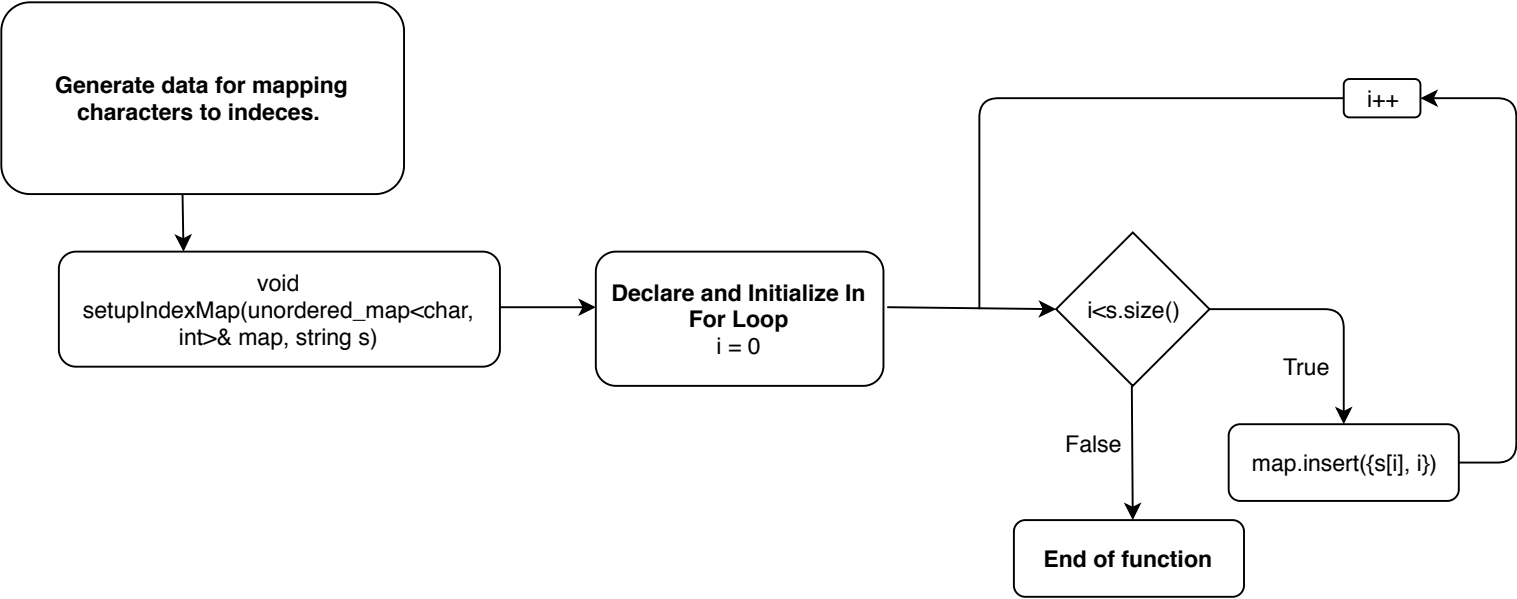 Generate data for mapping
characters to indeces.
void
setupIndexMap(unordered_map<char,
int>& map, string s)
Declare and Initialize In
For Loop
i = 0
i++
i<s.size()
True
False
map.insert({s[i], i})
End of function